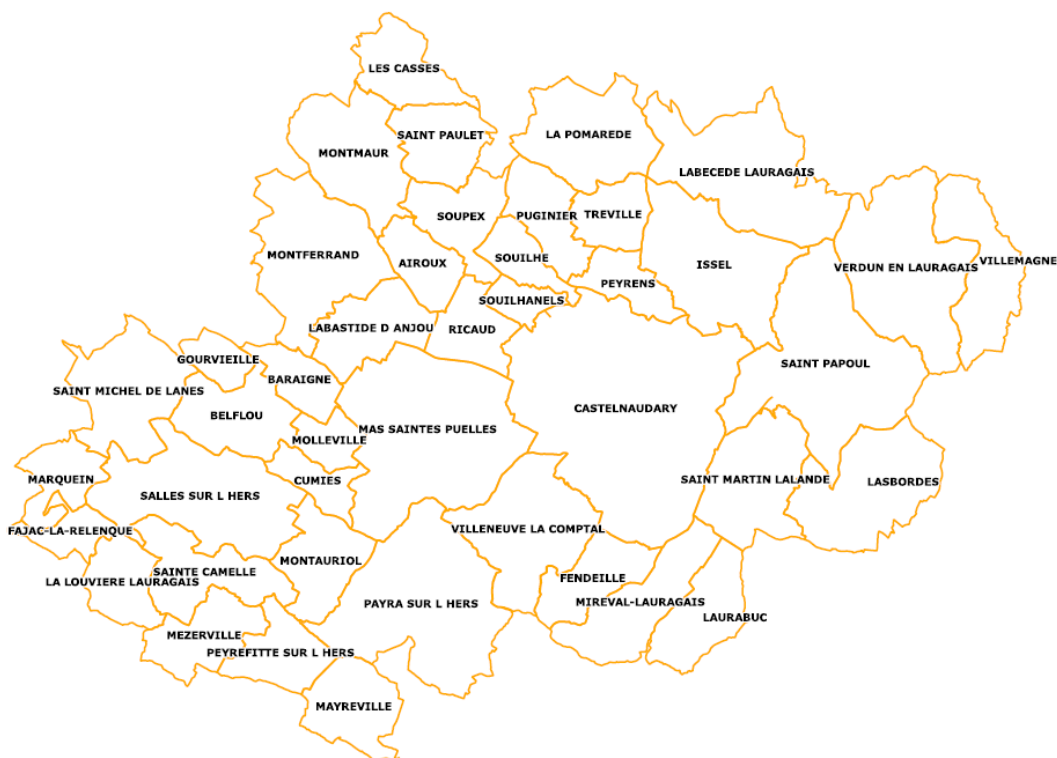 LES CASSES
SAINT PAULET
LA POMAREDE
MONTMAUR
LABECEDE LAURAGAIS
SOUPEX
PUGINIER
TREVILLE
MONTFERRAND
AIROUX
SOUILHE
ISSEL
VERDUN EN LAURAGAIS
VILLEMAGNE
PEYRENS
SOUILHANELS
LABASTIDE D ANJOU
RICAUD
GOURVIEILLE
SAINT PAPOUL
BARAIGNE
SAINT MICHEL DE LANES
CASTELNAUDARY
BELFLOU
MAS SAINTES PUELLES
MOLLEVILLE
MARQUEIN
CUMIES
SAINT MARTIN LALANDE
LASBORDES
SALLES SUR L HERS
FAJAC-LA-RELENQUE
VILLENEUVE LA COMPTAL
MONTAURIOL
SAINTE CAMELLE
LA LOUVIERE LAURAGAIS
FENDEILLE
PAYRA SUR L HERS
MIREVAL-LAURAGAIS
LAURABUC
MEZERVILLE
PEYREFITTE SUR L HERS
MAYREVILLE